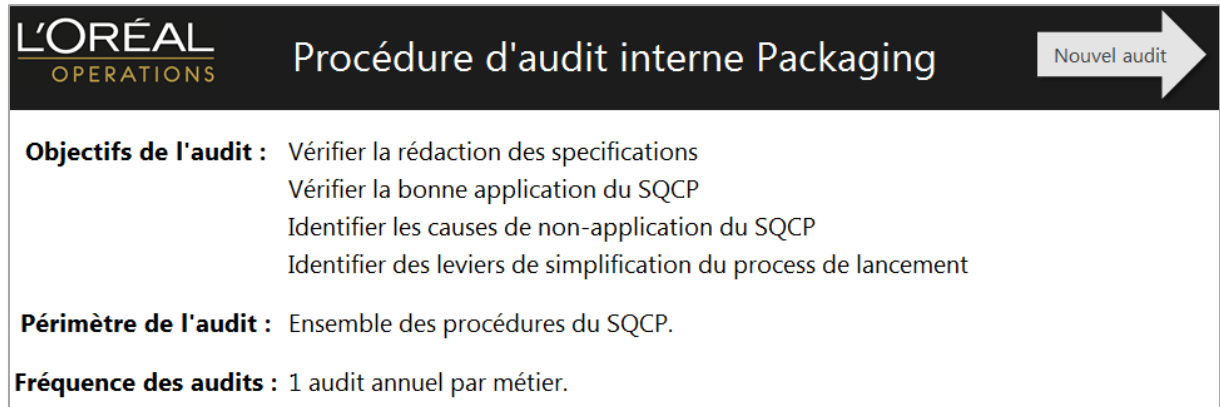 L'ORÉAL
OPERATIONS
Procédure d'audit interne Packaging
Nouvel audit
Objectifs de l'audit : Vérifier la rédaction des specifications
Vérifier la bonne application du SQCP
Identifier les causes de non-application du SQCP
Identifier des leviers de simplification du process de lancement
Périmètre de l'audit : Ensemble des procédures du SQCP.
Fréquence des audits : 1 audit annuel par métier.